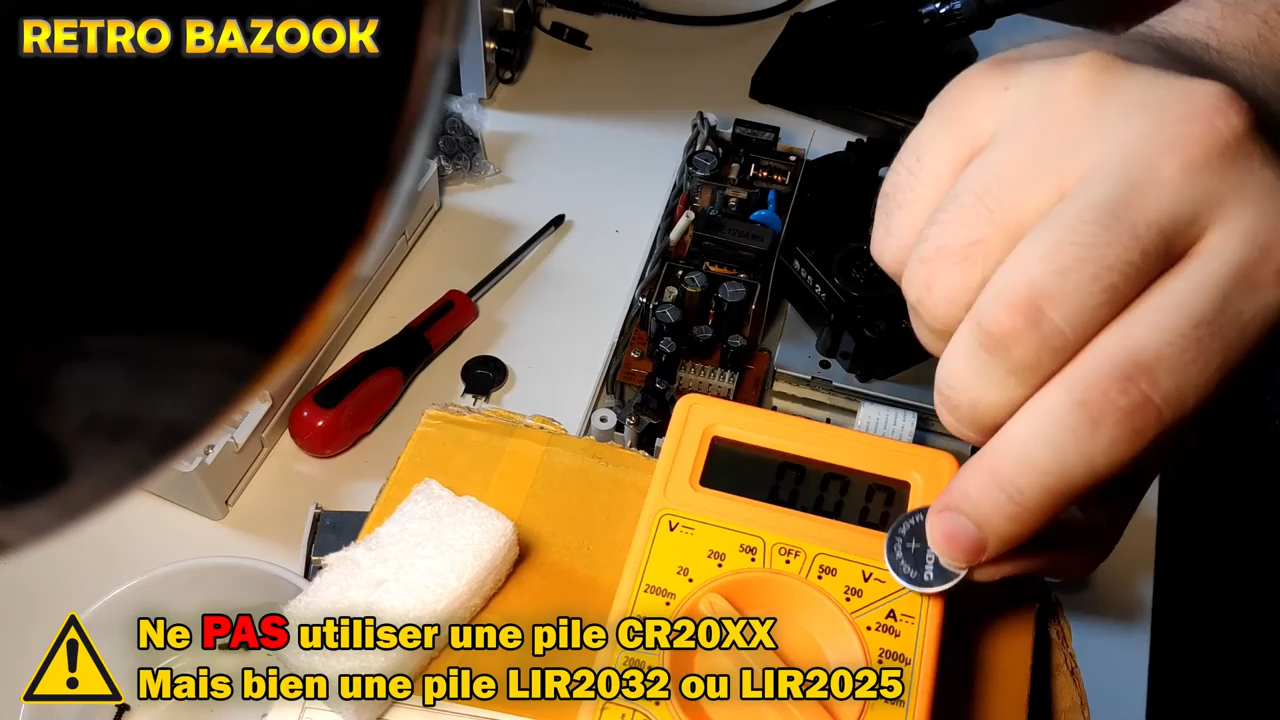 RETRO BAZOOK
0.00
V
500
OFF
500
V~
200
200
20
2000m
200
A
200µ
2000µ
Ne PAS utiliser une pile CR20XX
Mais bien une pile LIR2032 ou LIR2025